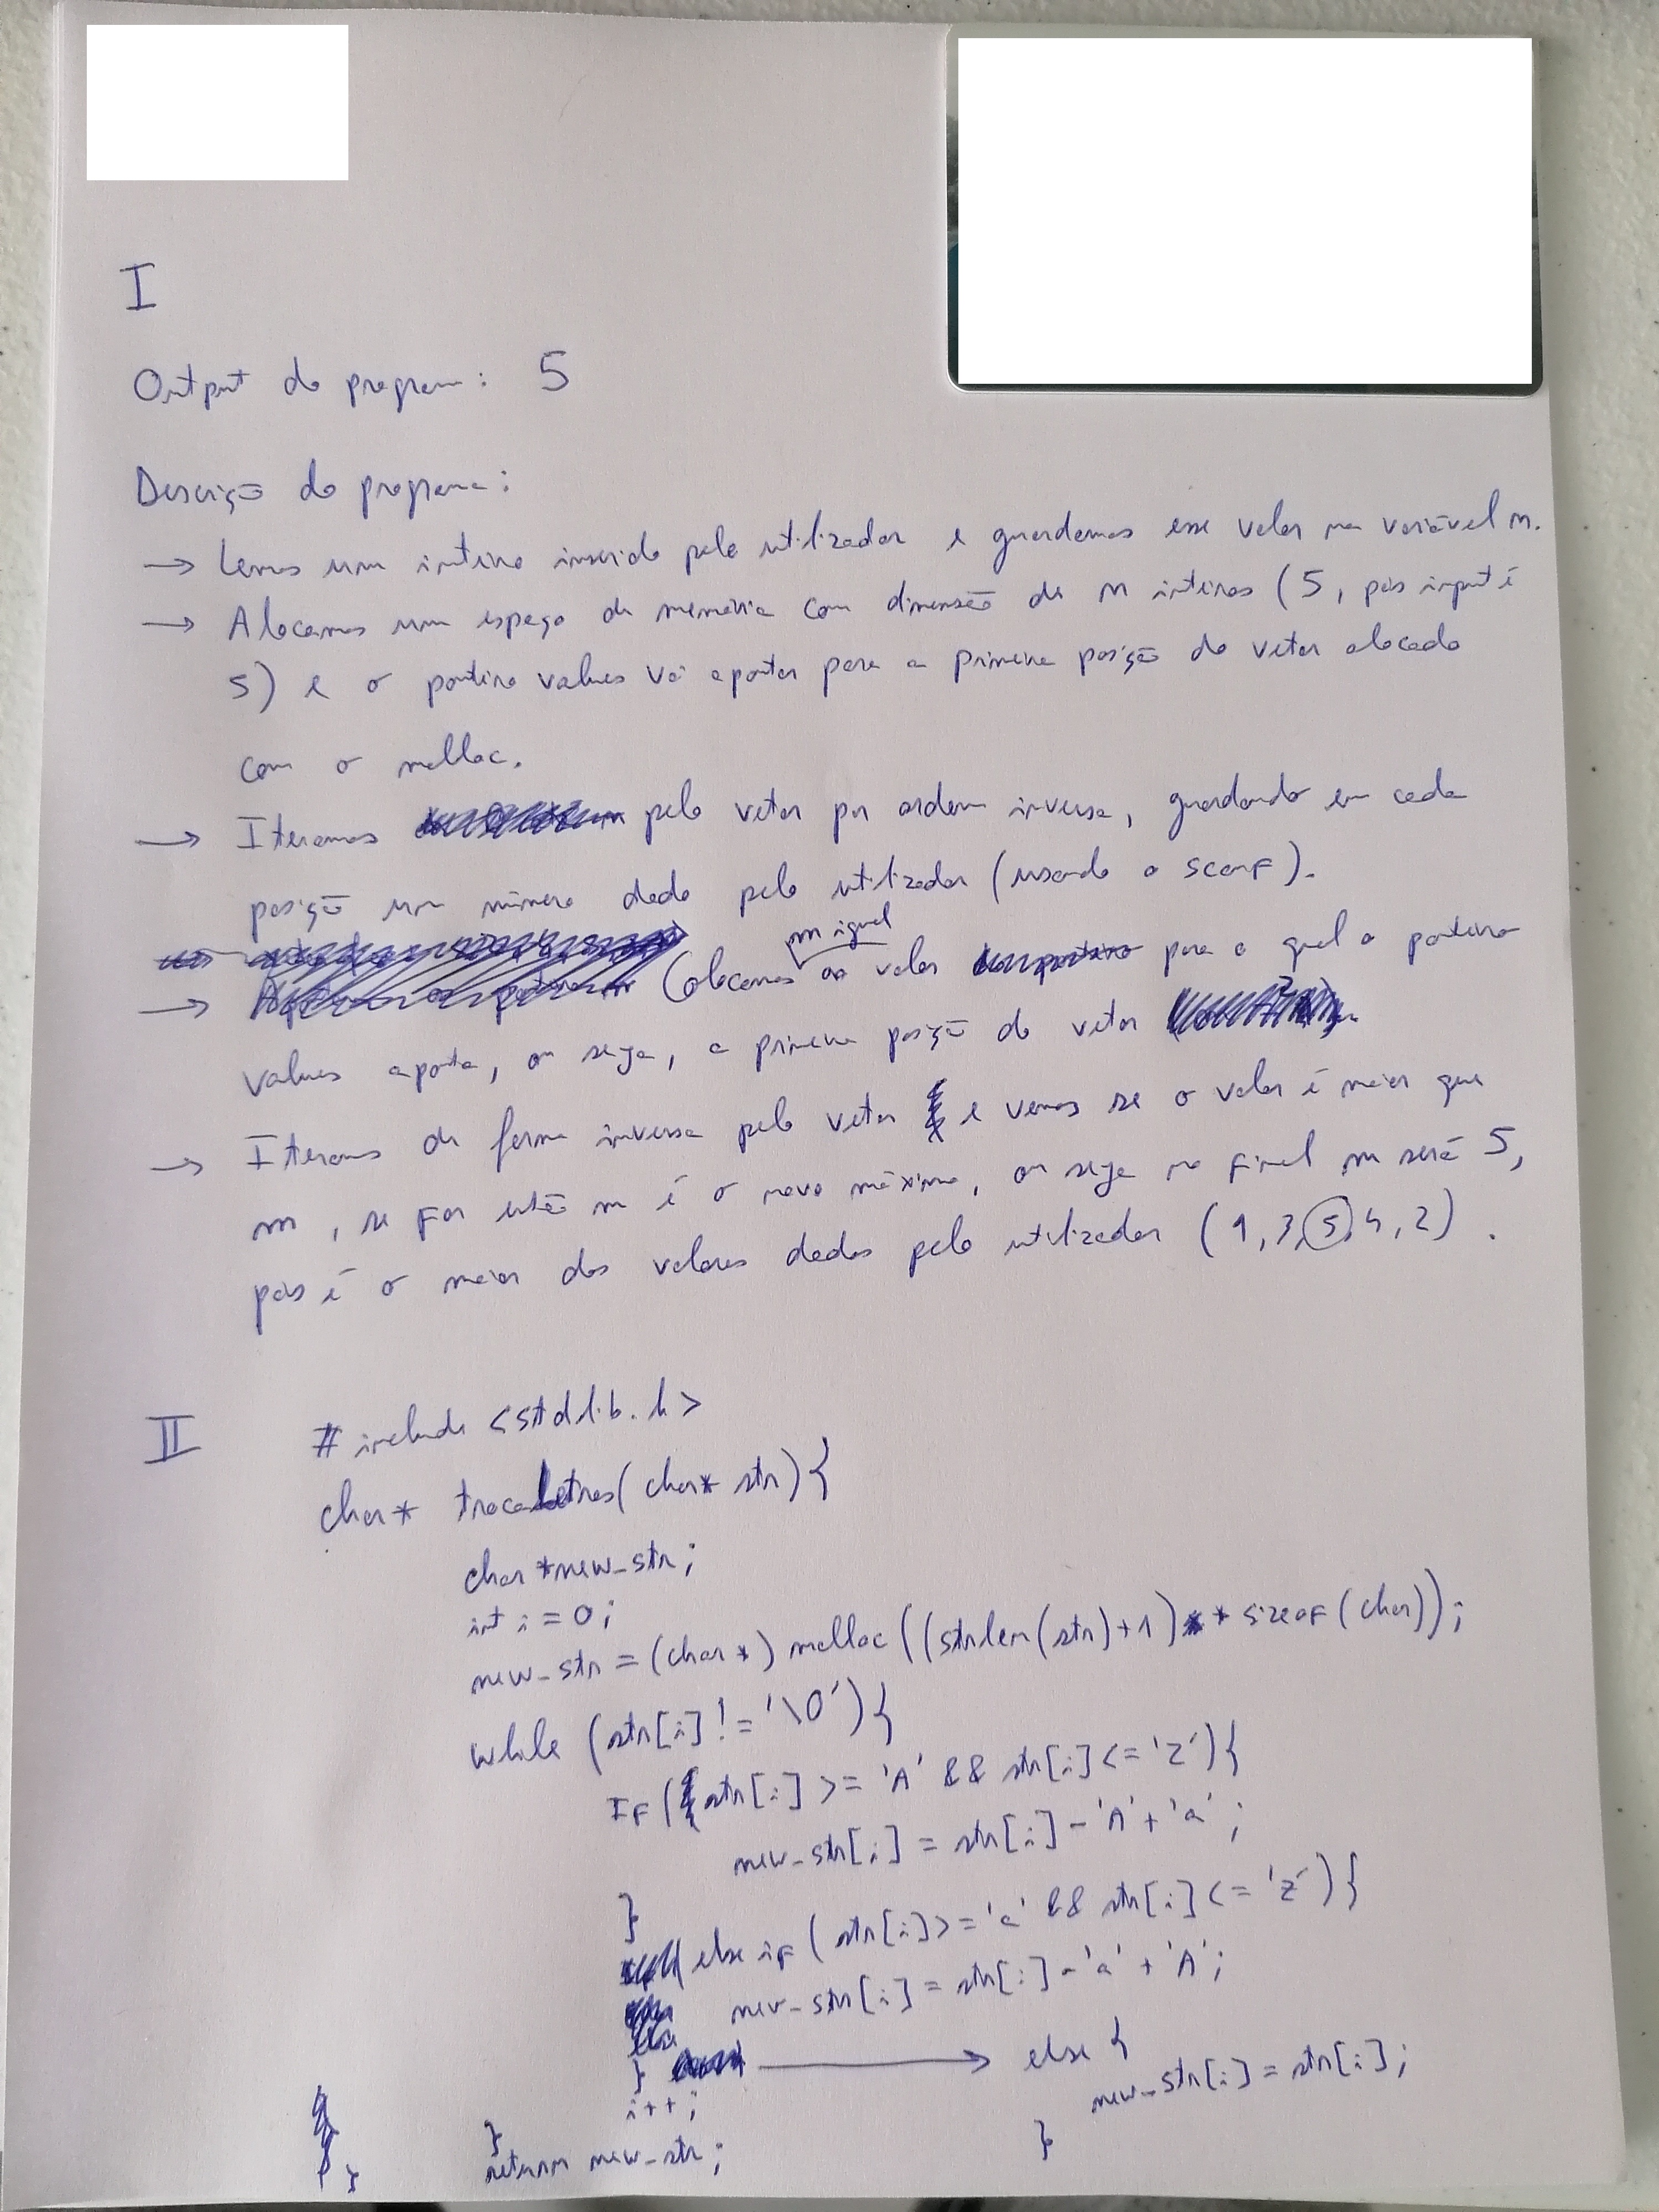 I
Output do programa: 5
Descrição do programa:
→ Lemos um inteiro inserido pelo utilizador e guardamos esse valor na variável n.
→ Alocamos um espaço de memória com dimensão de n inteiros (5, pois input é
5) e o ponteiro values vai apontar para a primeira posição do vetor alocado
com o malloc.
→ Iteramos pelo vetor por ordem inversa, guardando em cada
posição um número dado pelo utilizador (usando o scanf).
→ Colocamos m igual ao valor para o qual o ponteiro
values aponta, ou seja, a primeira posição do vetor
→ Iteramos de forma inversa pelo vetor e vemos se o valor é maior que
m, se for então m é o novo máximo, ou seja no final m será 5,
pois é o maior dos valores dados pelo utilizador (1,3,5,4,2).
II
#include <stdlib.h>
char* trocaLetras(char* str){
char *new_str;
int i = 0;
new_str = (char*) malloc((strlen(str)+1) * sizeof(char));
while (str[i] != '\0'){
if (str[i] >= 'A' && str[i] <= 'Z'){
new_str[i] = str[i] - 'A' + 'a';
}
else if (str[i] >= 'a' && str[i] <= 'z'){
new_str[i] = str[i] - 'a' + 'A';
} → else {
new_str[i] = str[i];
}
i++;
}
return new_str;
}